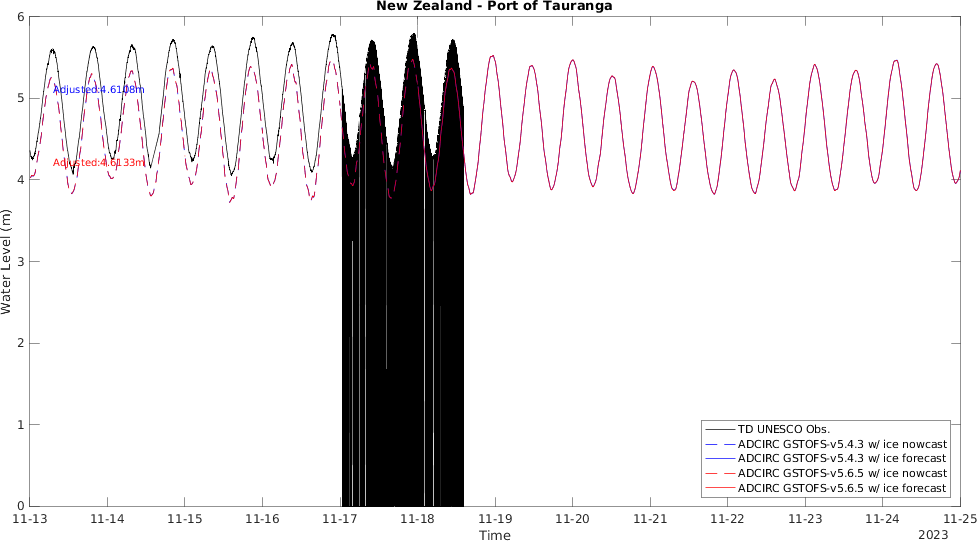 New Zealand - Port of Tauranga
6
5
4
3
2
1
0
Water Level (m)
Adjusted:4.6108m
Adjusted:4.6133m
TD UNESCO Obs.
ADCIRC GSTOFS-v5.4.3 w/ ice nowcast
ADCIRC GSTOFS-v5.4.3 w/ ice forecast
ADCIRC GSTOFS-v5.6.5 w/ ice nowcast
ADCIRC GSTOFS-v5.6.5 w/ ice forecast
11-13 11-14 11-15 11-16 11-17 11-18 11-19 11-20 11-21 11-22 11-23 11-24 11-25
Time
2023